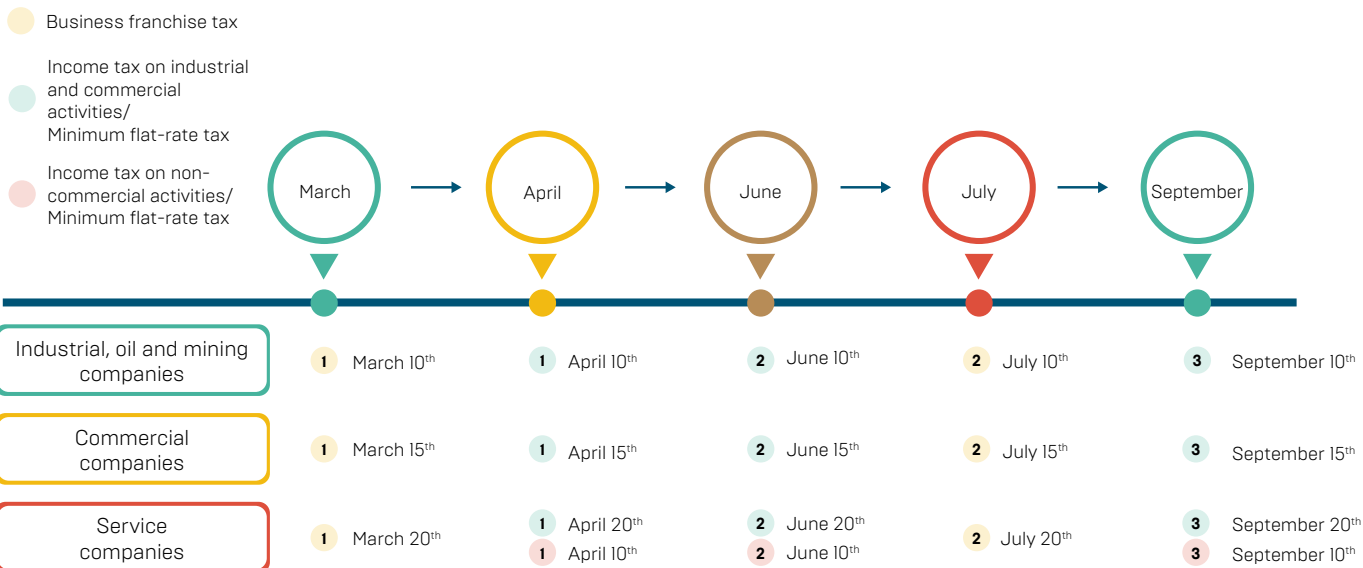 Business franchise tax
Income tax on industrial
and commercial
activities/
Minimum flat-rate tax
Income tax on non-
commercial activities/
Minimum flat-rate tax
March
April
June
July
September
Industrial, oil and mining
companies
1 March 10th
1 April 10th
2 June 10th
2 July 10th
3 September 10th
Commercial
companies
1 March 15th
1 April 15th
2 June 15th
2 July 15th
3 September 15th
Service
companies
1 March 20th
1 April 20th
1 April 10th
2 June 20th
2 June 10th
2 July 20th
3 September 20th
3 September 10th